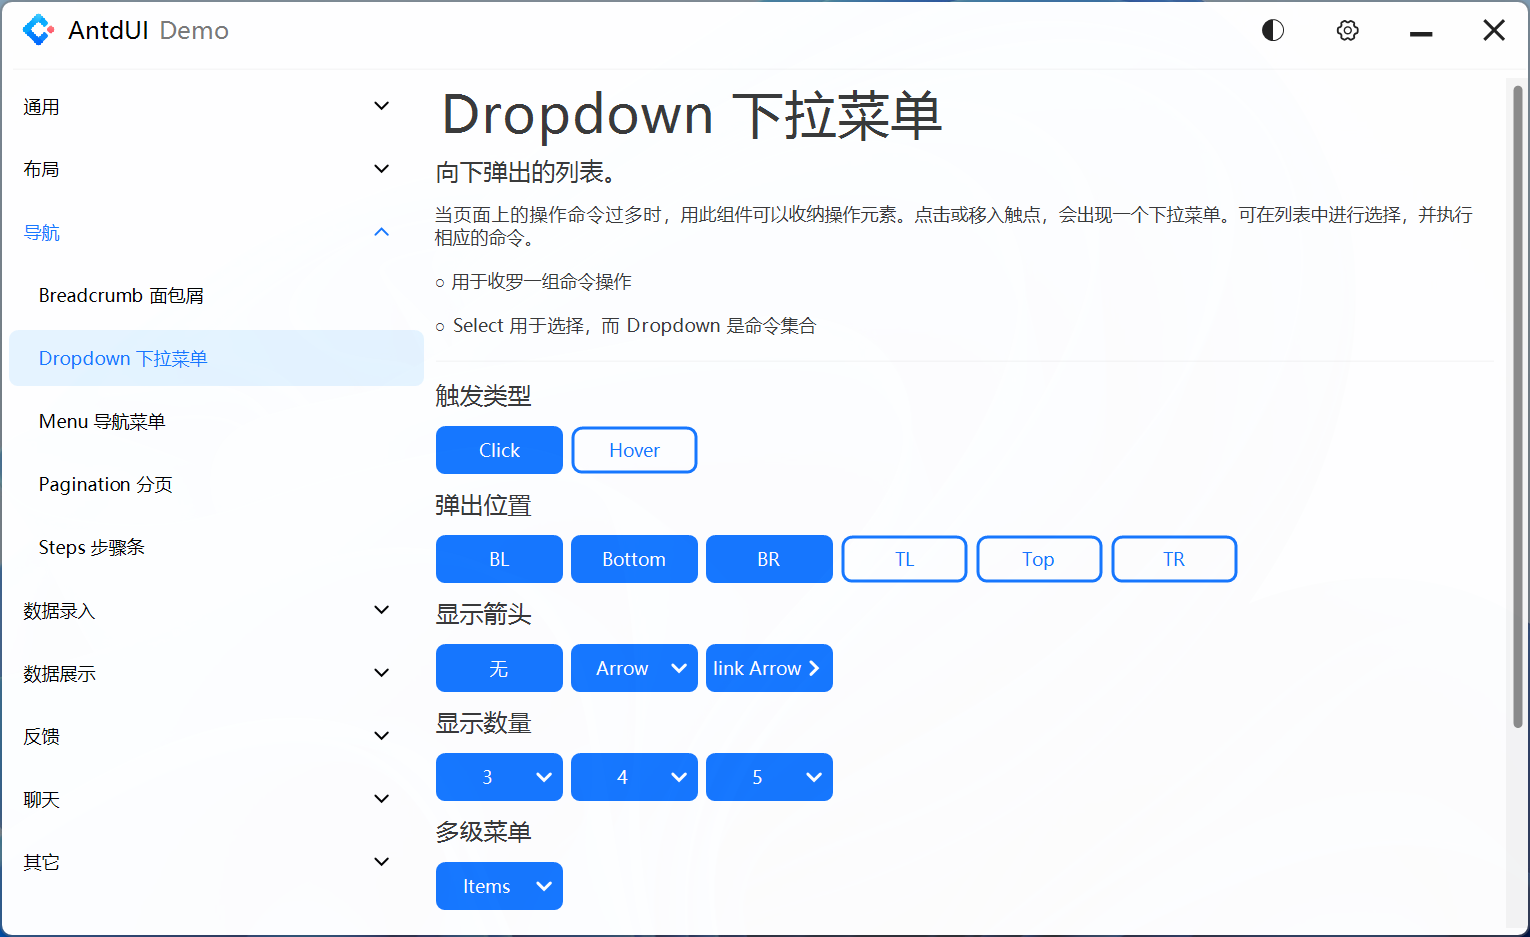 AntdUI Demo
通用
布局
导航
Breadcrumb 面包屑
Dropdown 下拉菜单
Menu 导航菜单
Pagination 分页
Steps 步骤条
数据录入
数据展示
反馈
聊天
其它
Dropdown 下拉菜单
向下弹出的列表。
当页面上的操作命令过多时，用此组件可以收纳操作元素。点击或移入触点，会出现一个下拉菜单。可在列表中进行选择，并执行
相应的命令。
○ 用于收罗一组命令操作
○ Select 用于选择，而 Dropdown 是命令集合
触发类型
Click Hover
弹出位置
BL Bottom BR TL Top TR
显示箭头
无 Arrow link Arrow
显示数量
3 4 5
多级菜单
Items